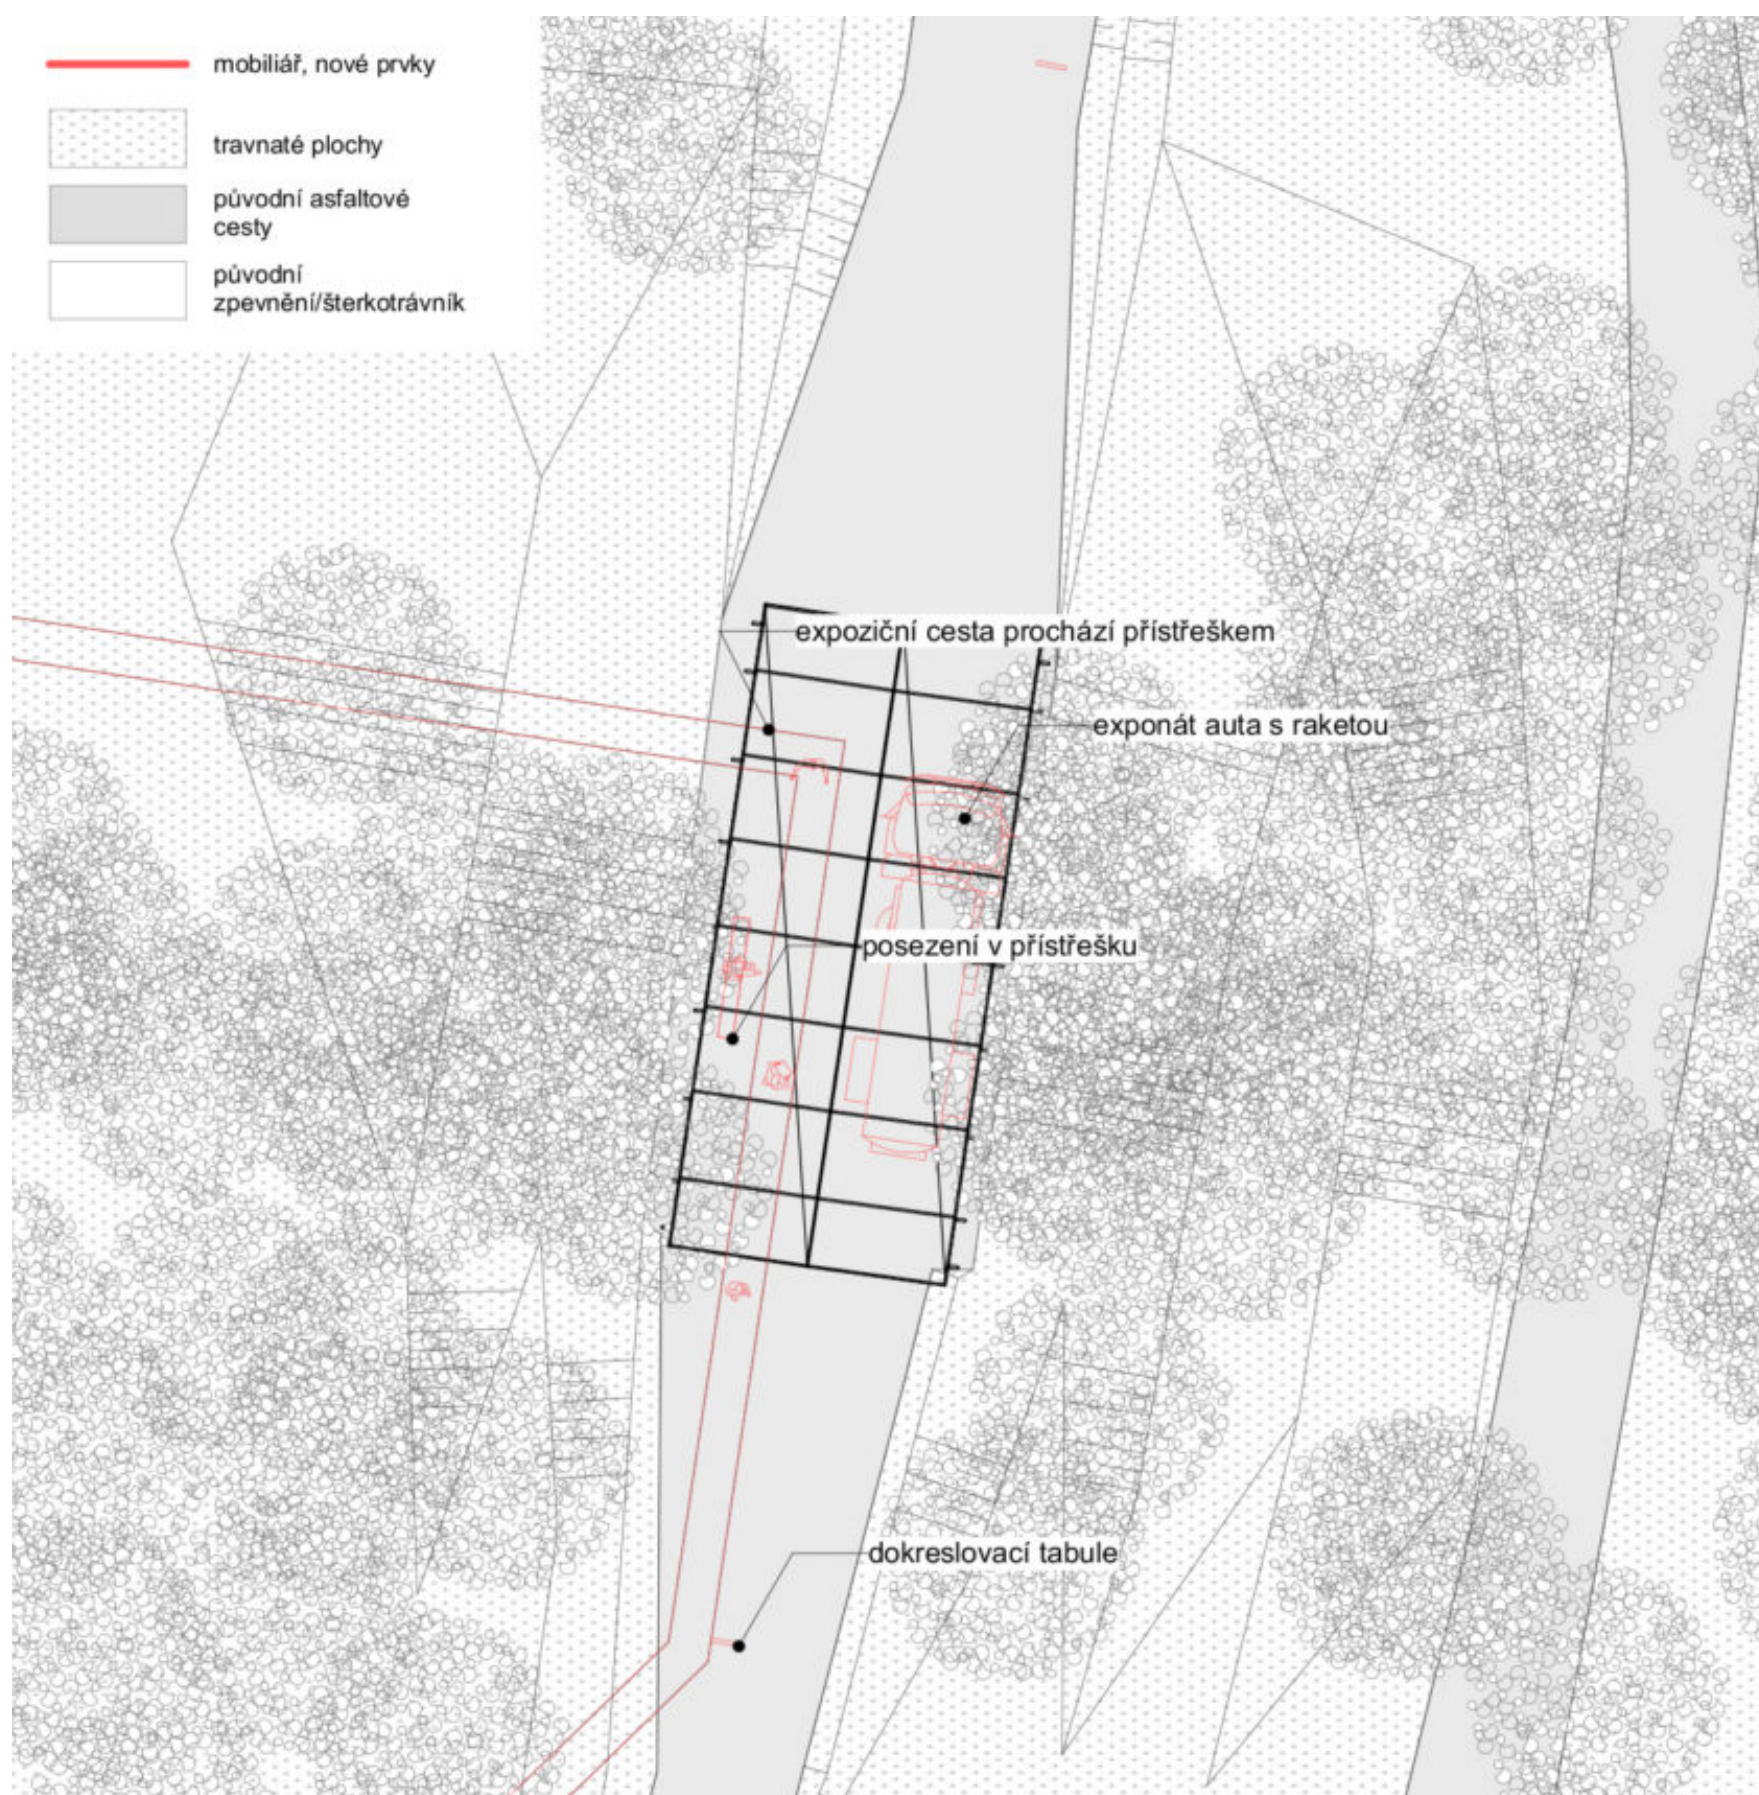 mobiliář, nové prvky
travnaté plochy
původní asfaltové
cesty
původní
zpevnění/šterkotrávník
expoziční cesta prochází přístřeškem
exponát auta s raketou
posezení v přístřešku
dokreslovací tabule